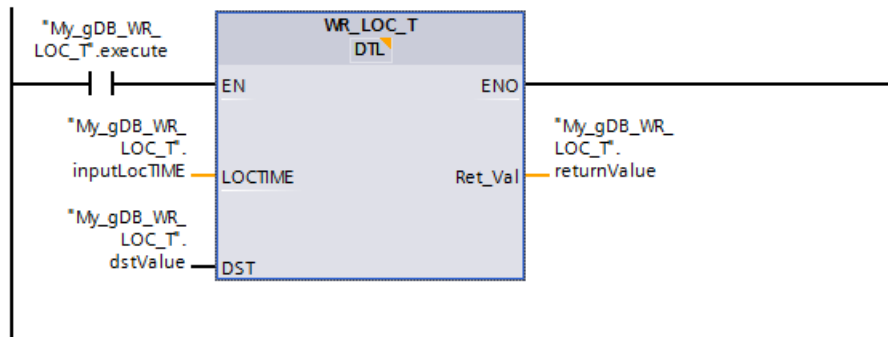 "My_gDB_WR_
LOC_T".execute
WR_LOC_T
DTL
EN
ENO
"My_gDB_WR_
LOC_T".
inputLocTIME
LOCTIME
Ret_Val
"My_gDB_WR_
LOC_T".
returnValue
"My_gDB_WR_
LOC_T".
dstValue
DST